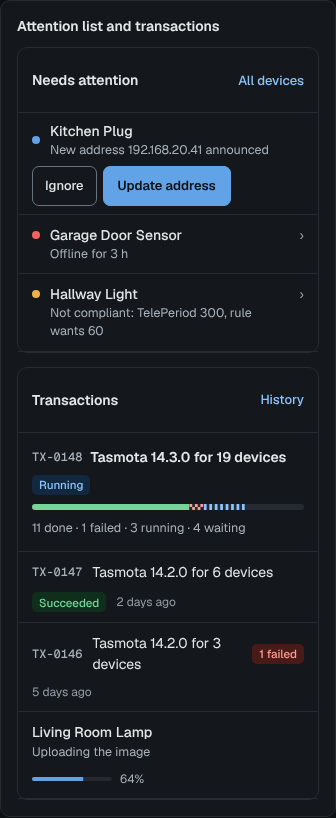 Attention list and transactions
Needs attention
All devices
Kitchen Plug
New address 192.168.20.41 announced
Ignore
Update address
Garage Door Sensor
Offline for 3 h
Hallway Light
Not compliant: TelePeriod 300, rule
wants 60
Transactions
History
TX-0148 Tasmota 14.3.0 for 19 devices
Running
11 done · 1 failed · 3 running · 4 waiting
TX-0147 Tasmota 14.2.0 for 6 devices
Succeeded 2 days ago
TX-0146 Tasmota 14.2.0 for 3
devices
1 failed
5 days ago
Living Room Lamp
Uploading the image
64%